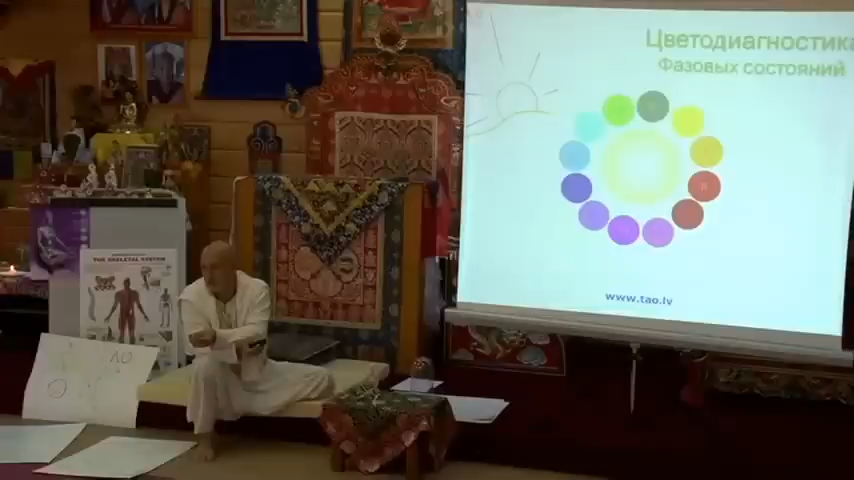 Цветодиагностика
Фазовых состояний
www.tao.lv
THE SKELETAL SYSTEM